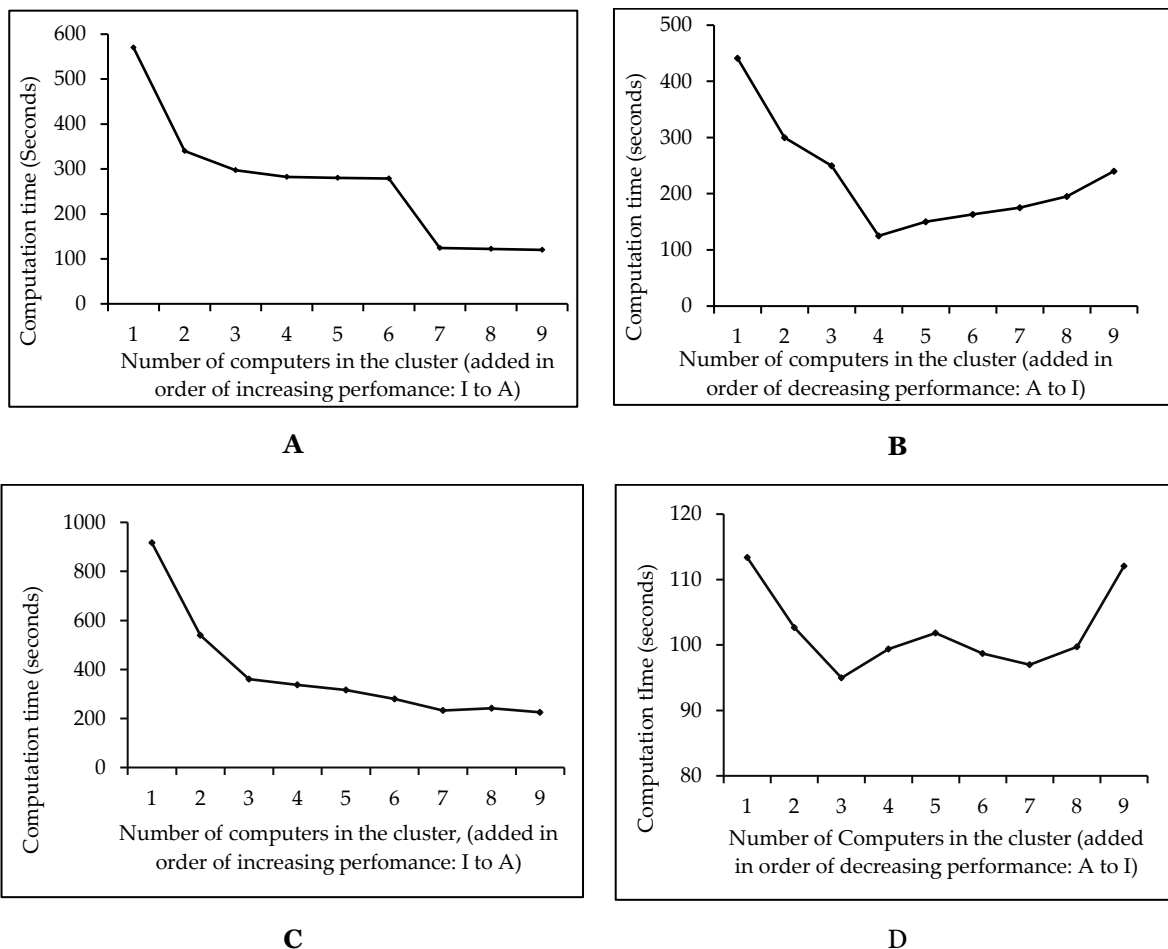 Computation time (Seconds)
600
500
400
300
200
100
0
1 2 3 4 5 6 7 8 9
Number of computers in the cluster (added in
order of increasing perfomance: I to A)
A
Computation time (seconds)
500
400
300
200
100
0
1 2 3 4 5 6 7 8 9
Number of computers in the cluster (added in
order of decreasing performance: A to I)
B
Computation time (seconds)
1000
800
600
400
200
0
1 2 3 4 5 6 7 8 9
Number of computers in the cluster, (added in
order of increasing perfomance: I to A)
C
Computation tIme (seconds)
120
110
100
90
80
1 2 3 4 5 6 7 8 9
Number of Computers in the cluster (added
in order of decreasing performance: A to I)
D